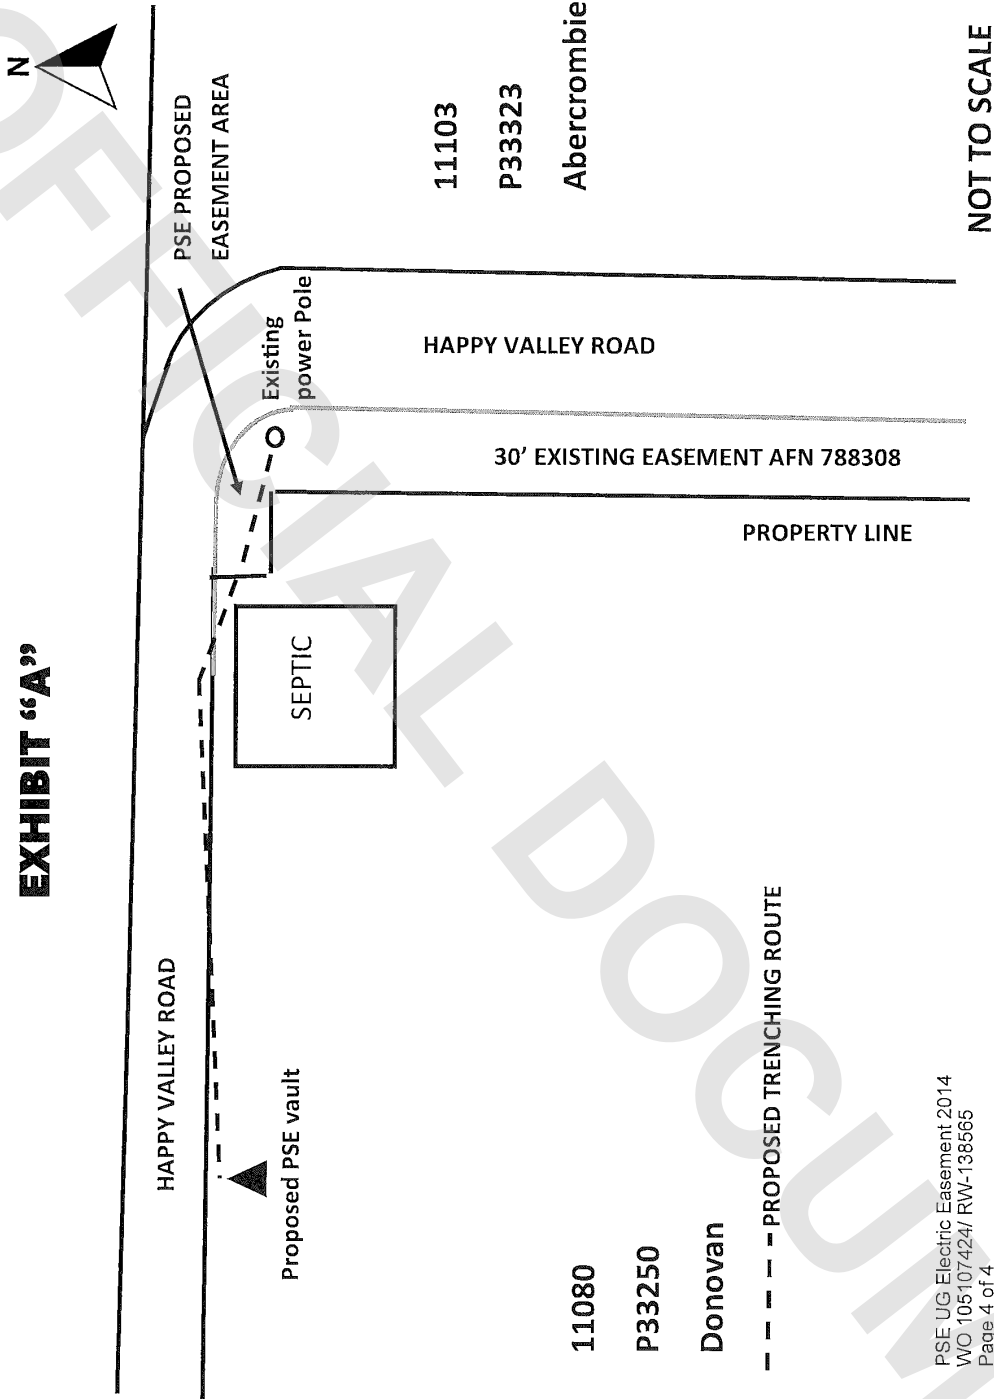 EXHIBIT “A”
N
HAPPY VALLEY ROAD
PSE PROPOSED
EASEMENT AREA
Proposed PSE vault
SEPTIC
Existing
power Pole
HAPPY VALLEY ROAD
30’ EXISTING EASEMENT AFN 788308
PROPERTY LINE
11103
P33323
Abercrombie
11080
P33250
Donovan
PROPOSED TRENCHING ROUTE
PSE UG Electric Easement 2014
WO 105107424/ RW-138565
Page 4 of 4
NOT TO SCALE
OFFICIAL DOCUM